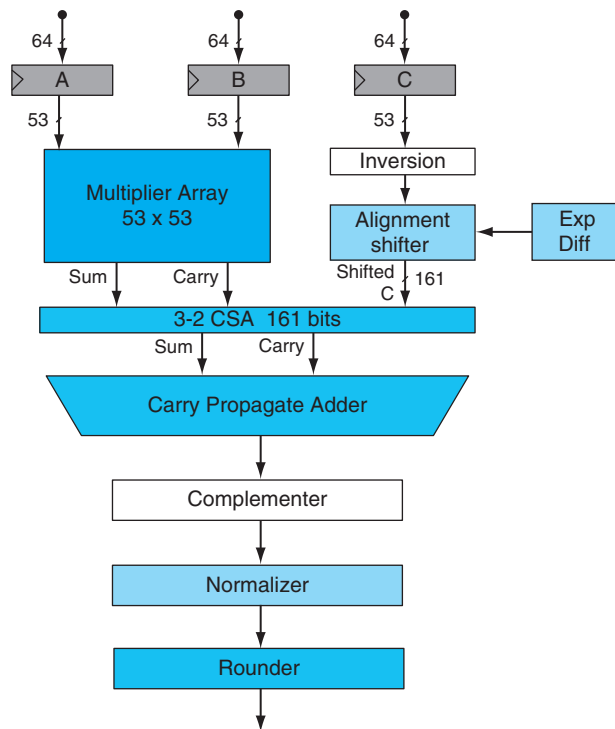 64 64 64
A B C
53 53 53
Multiplier Array
53 x 53
Inversion
Alignment
shifter
Exp
Diff
Sum Carry
Shifted
C
161
3-2 CSA 161 bits
Sum Carry
Carry Propagate Adder
Complementer
Normalizer
Rounder